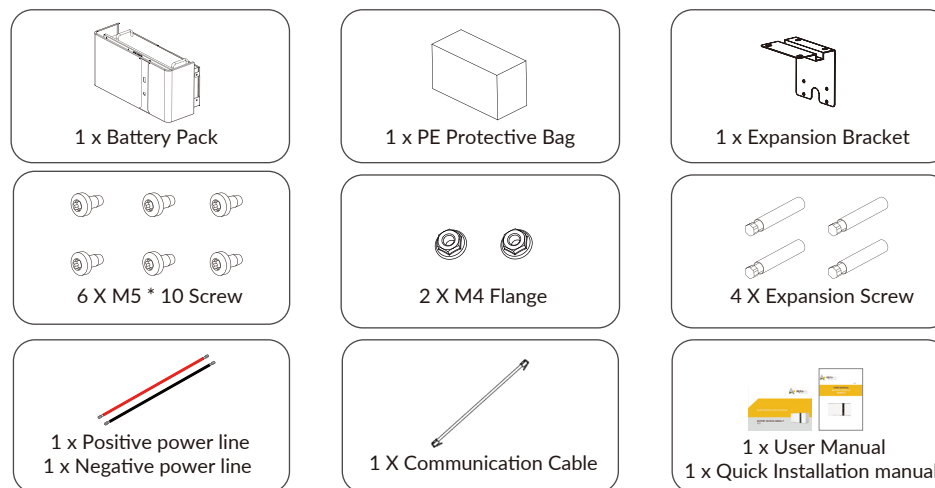 1 x Battery Pack
1 x PE Protective Bag
1 x Expansion Bracket
6 X M5 * 10 Screw
2 X M4 Flange
4 X Expansion Screw
1 x Positive power line
1 x Negative power line
1 X Communication Cable
1 x User Manual
1 x Quick Installation manual